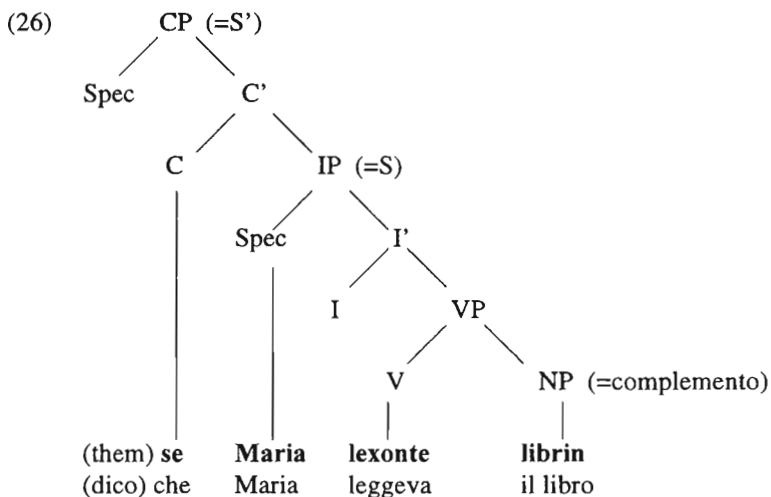 (26) CP (=S')
Spec C'
C IP (=S)
Spec I'
I VP
V NP (=complemento)
(them) se Maria lexonte librin
(dico) che Maria leggeva il libro